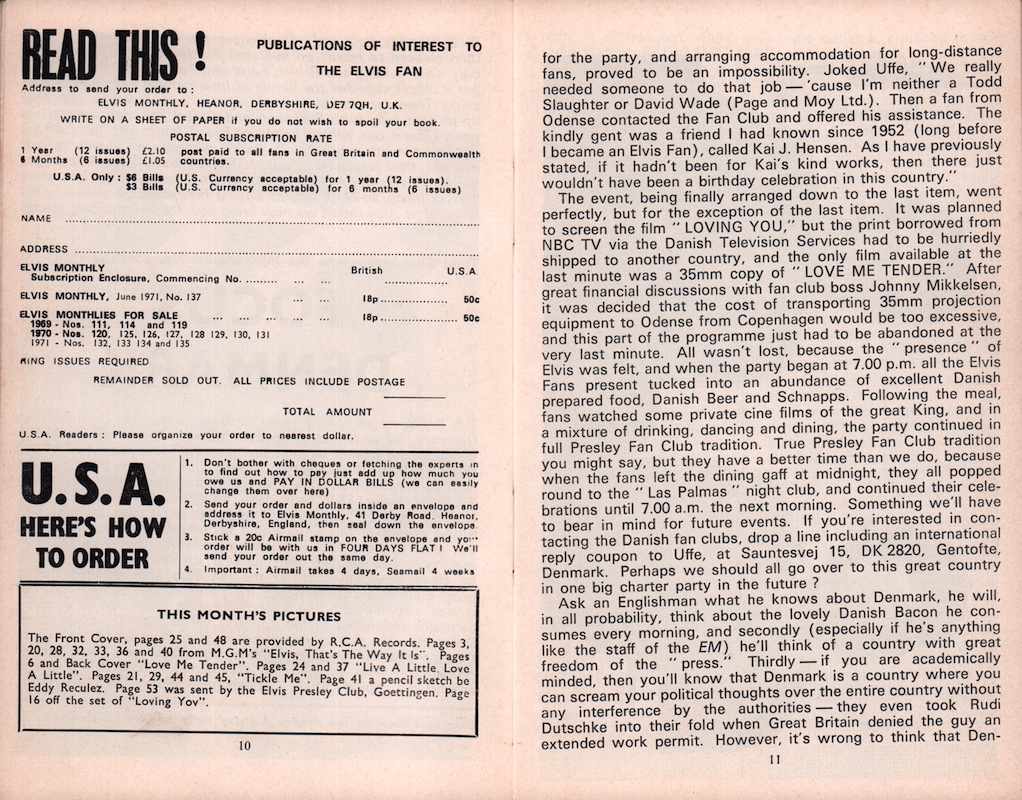 READ THIS !
PUBLICATIONS OF INTEREST TO
THE ELVIS FAN
Address to send your order to :
ELVIS MONTHLY, HEANOR, DERBYSHIRE, DE7 7QH, U.K.
WRITE ON A SHEET OF PAPER if you do not wish to spoil your book.
POSTAL SUBSCRIPTION RATE
1 Year (12 issues) £2.10 post paid to all fans in Great Britain and Commonwealth
6 Months (6 issues) £1.05 countries.
U.S.A. Only : $6 Bills (U.S. Currency acceptable) for 1 year (12 issues).
$3 Bills (U.S. Currency acceptable) for 6 months (6 issues)
NAME
ADDRESS
ELVIS MONTHLY British U.S.A.
Subscription Enclosure, Commencing No.
ELVIS MONTHLY, June 1971, No. 137 ... ... 18p 50c
ELVIS MONTHLIES FOR SALE ... ... ... ... 18p 50c
1969 - Nos. 111, 114 and 119
1970 - Nos. 120, 125, 126, 127, 128 129, 130, 131
1971 - Nos. 132, 133 134 and 135
RING ISSUES REQUIRED
REMAINDER SOLD OUT. ALL PRICES INCLUDE POSTAGE
TOTAL AMOUNT
U.S.A. Readers : Please organize your order to nearest dollar.
U.S.A.
HERE'S HOW
TO ORDER
1. Don't bother with cheques or fetching the experts in
to find out how to pay just add up how much you
owe us and PAY IN DOLLAR BILLS (we can easily
change them over here)
2. Send your order and dollars inside an envelope and
address it to Elvis Monthly, 41 Derby Road, Heanor,
Derbyshire, England, then seal down the envelope.
3. Stick a 20c Airmail stamp on the envelope and your
order will be with us in FOUR DAYS FLAT ! We'll
send your order out the same day.
4. Important : Airmail takes 4 days, Seamail 4 weeks
THIS MONTH'S PICTURES
The Front Cover, pages 25 and 48 are provided by R.C.A. Records. Pages 3,
20, 28, 32, 33, 36 and 40 from M.G.M's "Elvis, That's The Way It Is". Pages
6 and Back Cover "Love Me Tender". Pages 24 and 37 "Live A Little. Love
A Little". Pages 21, 29, 44 and 45, "Tickle Me". Page 41 a pencil sketch be
Eddy Reculez. Page 53 was sent by the Elvis Presley Club, Goettingen. Page
16 off the set of "Loving Yov".
10
for the party, and arranging accommodation for long-distance
fans, proved to be an impossibility. Joked Uffe, "We really
needed someone to do that job — 'cause I'm neither a Todd
Slaughter or David Wade (Page and Moy Ltd.). Then a fan from
Odense contacted the Fan Club and offered his assistance. The
kindly gent was a friend I had known since 1952 (long before
I became an Elvis Fan), called Kai J. Hensen. As I have previously
stated, if it hadn't been for Kai's kind works, then there just
wouldn't have been a birthday celebration in this country."
The event, being finally arranged down to the last item, went
perfectly, but for the exception of the last item. It was planned
to screen the film "LOVING YOU," but the print borrowed from
NBC TV via the Danish Television Services had to be hurriedly
shipped to another country, and the only film available at the
last minute was a 35mm copy of "LOVE ME TENDER." After
great financial discussions with fan club boss Johnny Mikkelsen,
it was decided that the cost of transporting 35mm projection
equipment to Odense from Copenhagen would be too excessive,
and this part of the programme just had to be abandoned at the
very last minute. All wasn't lost, because the "presence" of
Elvis was felt, and when the party began at 7.00 p.m. all the Elvis
Fans present tucked into an abundance of excellent Danish
prepared food, Danish Beer and Schnapps. Following the meal,
fans watched some private cine films of the great King, and in
a mixture of drinking, dancing and dining, the party continued in
full Presley Fan Club tradition. True Presley Fan Club tradition
you might say, but they have a better time than we do, because
when the fans left the dining gaff at midnight, they all popped
round to the "Las Palmas" night club, and continued their cele-
brations until 7.00 a.m. the next morning. Something we'll have
to bear in mind for future events. If you're interested in con-
tacting the Danish fan clubs, drop a line including an international
reply coupon to Uffe, at Sauntesvej 15, DK 2820, Gentofte,
Denmark. Perhaps we should all go over to this great country
in one big charter party in the future ?
Ask an Englishman what he knows about Denmark, he will,
in all probability, think about the lovely Danish Bacon he con-
sumes every morning, and secondly (especially if he's anything
like the staff of the EM) he'll think of a country with great
freedom of the "press." Thirdly — if you are academically
minded, then you'll know that Denmark is a country where you
can scream your political thoughts over the entire country without
any interference by the authorities — they even took Rudi
Dutschke into their fold when Great Britain denied the guy an
extended work permit. However, it's wrong to think that Den-
11